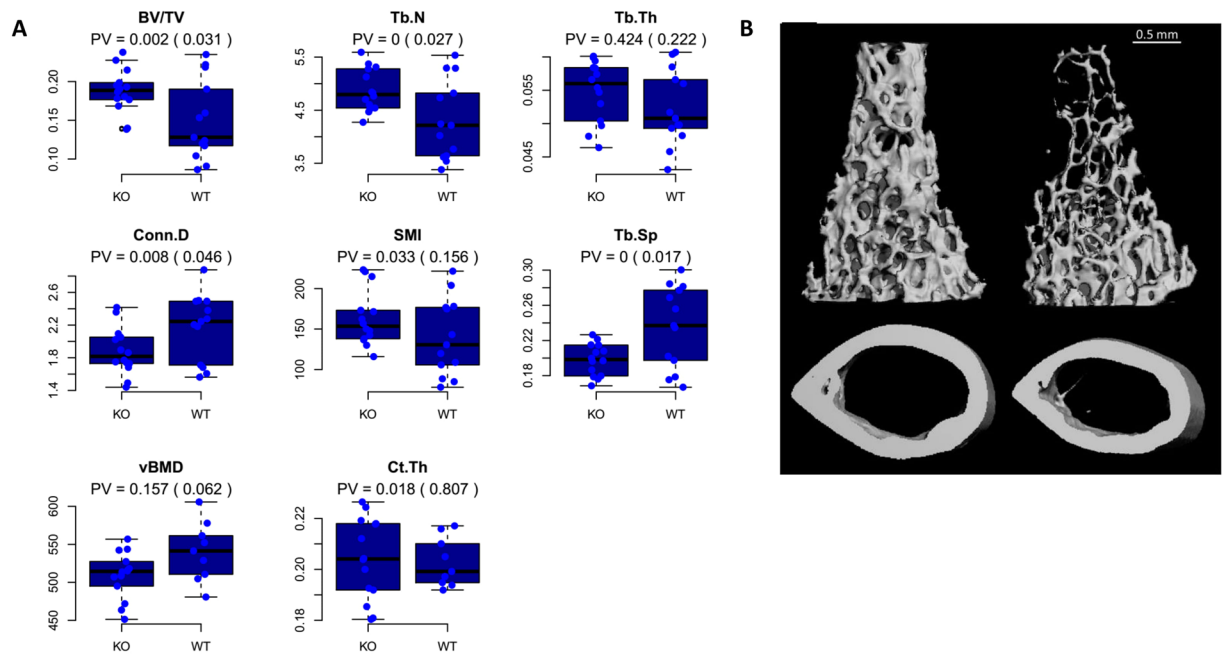 A
BV/TV
PV = 0.002 ( 0.031 )
0.20
0.15
0.10
KO
WT
Tb.N
PV = 0 ( 0.027 )
5.5
4.5
3.5
KO
WT
Tb.Th
PV = 0.424 ( 0.222 )
0.055
0.045
KO
WT
Conn.D
PV = 0.008 ( 0.046 )
2.6
2.2
1.8
1.4
KO
WT
SMI
PV = 0.033 ( 0.156 )
200
150
100
KO
WT
Tb.Sp
PV = 0 ( 0.017 )
0.30
0.26
0.22
0.18
KO
WT
vBMD
PV = 0.157 ( 0.062 )
600
550
500
450
KO
WT
Ct.Th
PV = 0.018 ( 0.807 )
0.22
0.20
0.18
KO
WT
B
0.5 mm